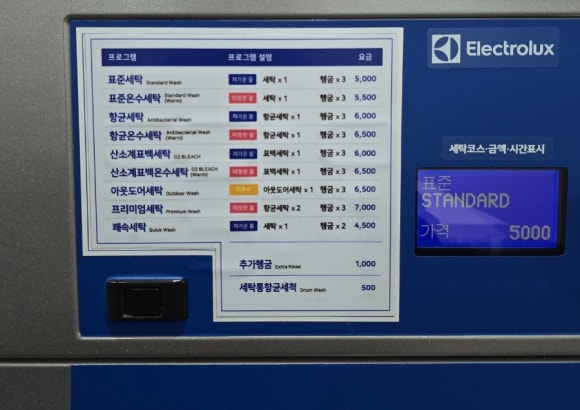 프로그램 프로그램 설명 요금
표준세탁 Standard Wash 차가운 물 세탁 x 1 헹굼 x 3 5,000
표준온수세탁 Standard Wash (Warm) 따뜻한 물 세탁 x 1 헹굼 x 3 5,500
항균세탁 Antibacterial Wash 차가운 물 항균세탁 x 1 헹굼 x 3 6,000
항균온수세탁 Antibacterial Wash (Warm) 따뜻한 물 항균세탁 x 1 헹굼 x 3 6,500
산소계표백세탁 O2 BLEACH 차가운 물 표백세탁 x 1 헹굼 x 3 6,000
산소계표백온수세탁 O2 BLEACH (Warm) 따뜻한 물 표백세탁 x 1 헹굼 x 3 6,500
아웃도어세탁 Outdoor Wash 아웃도어세탁 x 1 헹굼 x 3 6,500
프리미엄세탁 Premium Wash 따뜻한 물 항균세탁 x 2 헹굼 x 3 7,000
쾌속세탁 Quick Wash 차가운 물 세탁 x 1 헹굼 x 2 4,500
추가헹굼 Extra Rinse 1,000
세탁통항균세척 Drum Wash 500
Electrolux
세탁코스·금액·시간표시
표준
STANDARD
가격 5000